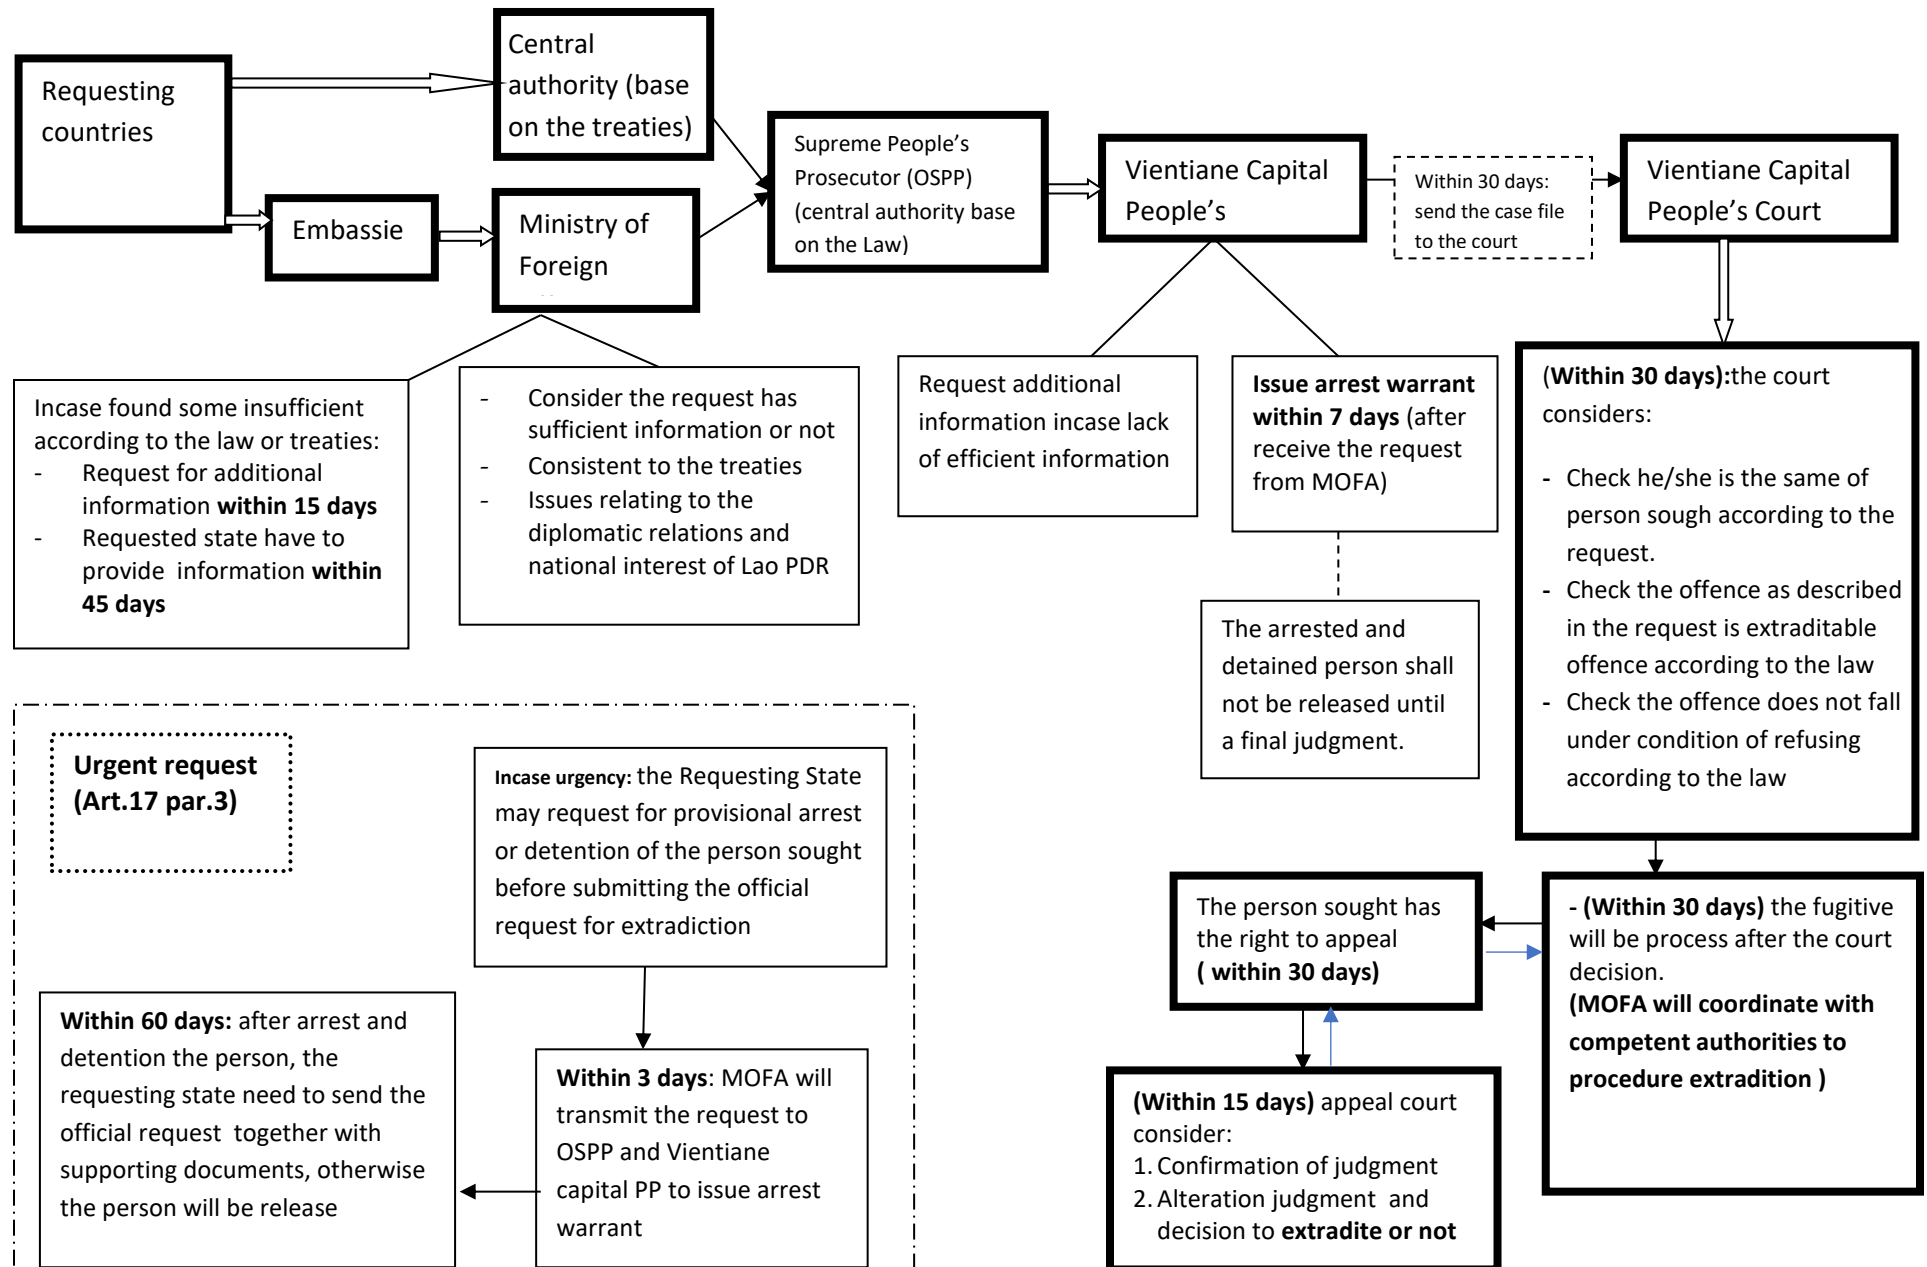 Requesting
countries
Central
authority (base
on the treaties)
Embassie
Ministry of
Foreign
Supreme People’s
Prosecutor (OSPP)
(central authority base
on the Law)
Vientiane Capital
People’s
Within 30 days:
send the case file
to the court
Vientiane Capital
People’s Court
Incase found some insufficient
according to the law or treaties:
- Request for additional
information within 15 days
- Requested state have to
provide information within
45 days
- Consider the request has
sufficient information or not
- Consistent to the treaties
- Issues relating to the
diplomatic relations and
national interest of Lao PDR
Request additional
information incase lack
of efficient information
Issue arrest warrant
within 7 days (after
receive the request
from MOFA)
The arrested and
detained person shall
not be released until
a final judgment.
(Within 30 days):the court
considers:
- Check he/she is the same of
person sough according to the
request.
- Check the offence as described
in the request is extraditable
offence according to the law
- Check the offence does not fall
under condition of refusing
according to the law
Urgent request
(Art.17 par.3)
Incase urgency: the Requesting State
may request for provisional arrest
or detention of the person sought
before submitting the official
request for extradiction
Within 3 days: MOFA will
transmit the request to
OSPP and Vientiane
capital PP to issue arrest
warrant
Within 60 days: after arrest and
detention the person, the
requesting state need to send the
official request together with
supporting documents, otherwise
the person will be release
The person sought has
the right to appeal
( within 30 days)
- (Within 30 days) the fugitive
will be process after the court
decision.
(MOFA will coordinate with
competent authorities to
procedure extradition )
(Within 15 days) appeal court
consider:
1. Confirmation of judgment
2. Alteration judgment and
decision to extradite or not